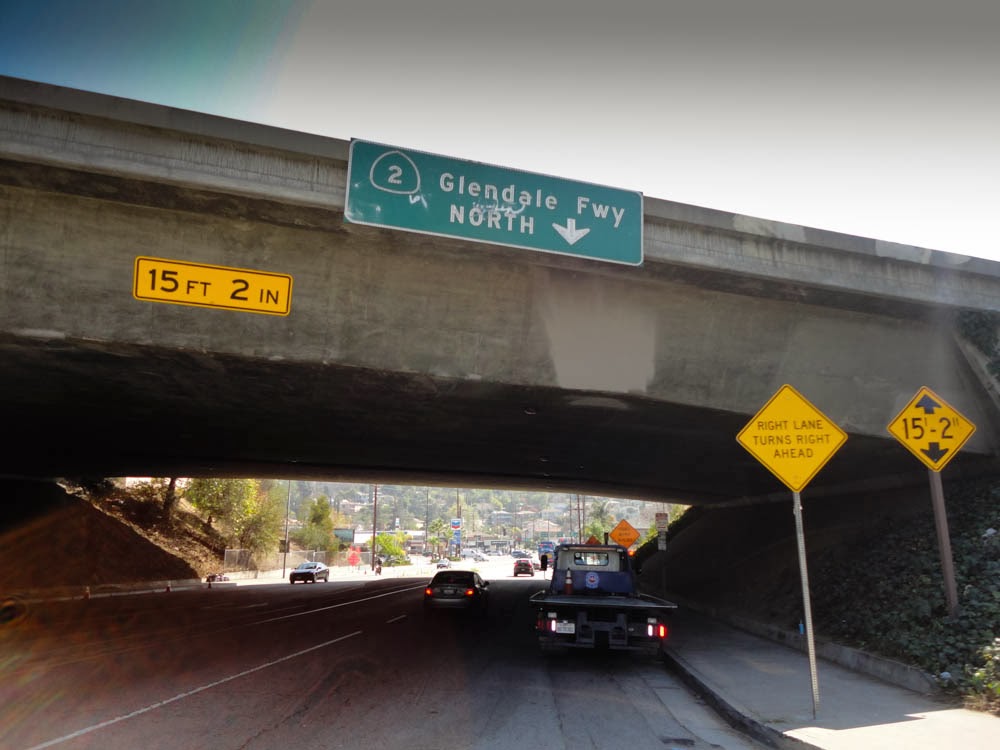 2
Glendale Fwy
NORTH
15 FT 2 IN
RIGHT LANE
TURNS RIGHT
AHEAD
15'-2"